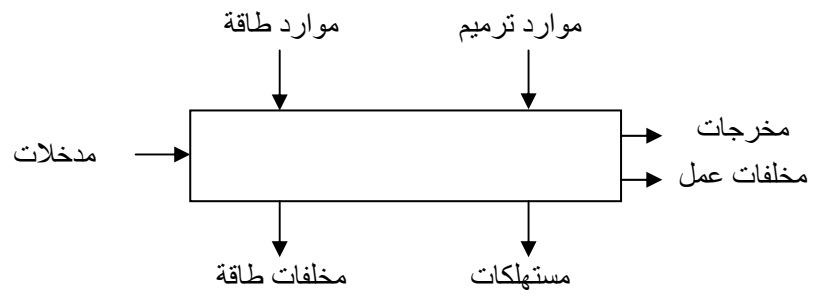 موارد ترميم
موارد طاقة
مدخلات
مخرجات
مخلفات عمل
مستهلكات
مخلفات طاقة